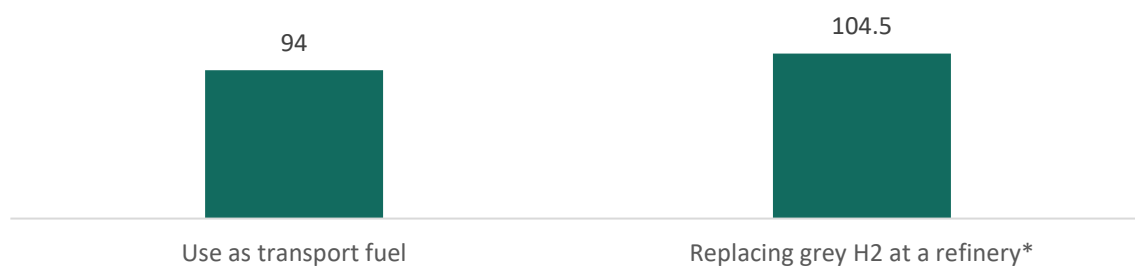 94
104.5
Use as transport fuel
Replacing grey H2 at a refinery*